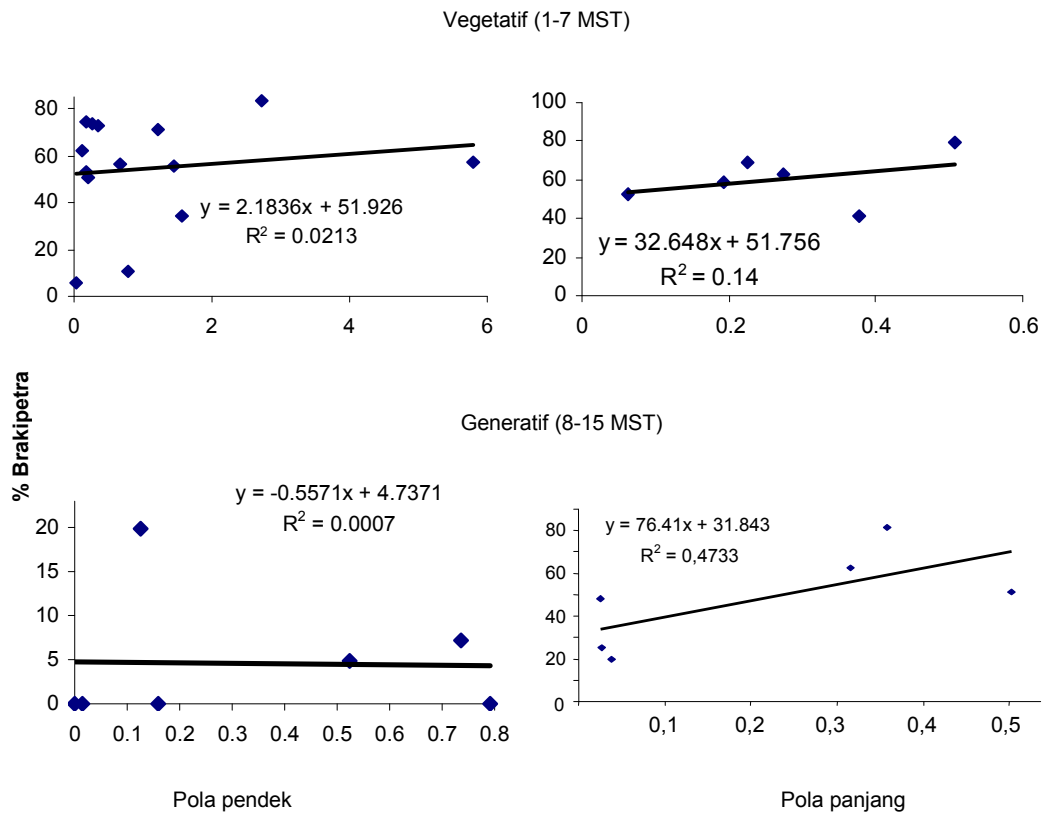 Vegetatif (1-7 MST)
80
60
40
20
0
0 2 4 6
y = 2.1836x + 51.926
R² = 0.0213
100
80
60
40
20
0
0 0.2 0.4 0.6
y = 32.648x + 51.756
R² = 0.14
% Brakipetra
Generatif (8-15 MST)
20
15
10
5
0
0 0.1 0.2 0.3 0.4 0.5 0.6 0.7 0.8
y = -0.5571x + 4.7371
R² = 0.0007
80
60
40
20
0
0,1 0,2 0,3 0,4 0,5
y = 76.41x + 31.843
R² = 0,4733
Pola pendek
Pola panjang